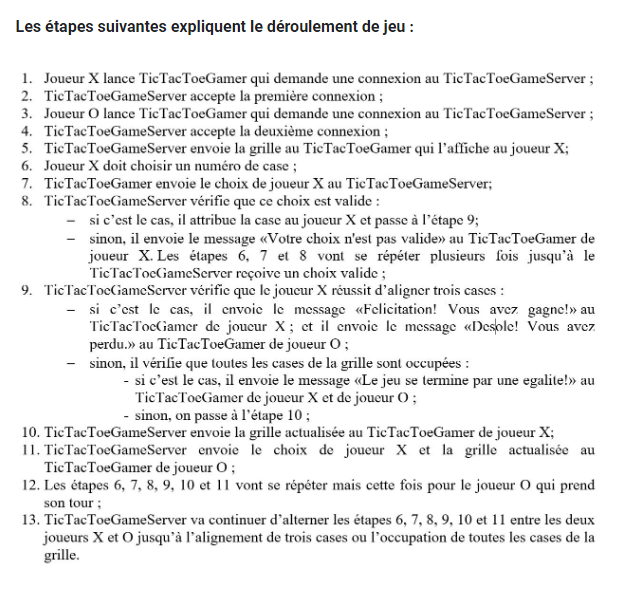 Les étapes suivantes expliquent le déroulement de jeu :
1. Joueur X lance TicTacToeGamer qui demande une connexion au TicTacToeGameServer ;
2. TicTacToeGameServer accepte la première connexion ;
3. Joueur O lance TicTacToeGamer qui demande une connexion au TicTacToeGameServer ;
4. TicTacToeGameServer accepte la deuxième connexion ;
5. TicTacToeGameServer envoie la grille au TicTacToeGamer qui l'affiche au joueur X;
6. Joueur X doit choisir un numéro de case ;
7. TicTacToeGamer envoie le choix de joueur X au TicTacToeGameServer;
8. TicTacToeGameServer vérifie que ce choix est valide :
– si c'est le cas, il attribue la case au joueur X et passe à l'étape 9;
– sinon, il envoie le message «Votre choix n'est pas valide» au TicTacToeGamer de
joueur X. Les étapes 6, 7 et 8 vont se répéter plusieurs fois jusqu'à le
TicTacToeGameServer reçoive un choix valide ;
9. TicTacToeGameServer vérifie que le joueur X réussit d'aligner trois cases :
– si c'est le cas, il envoie le message «Felicitation! Vous avez gagne!» au
TicTacToeGamer de joueur X ; et il envoie le message «Desole! Vous avez
perdu.» au TicTacToeGamer de joueur O ;
– sinon, il vérifie que toutes les cases de la grille sont occupées :
- si c'est le cas, il envoie le message «Le jeu se termine par une egalite!» au
TicTacToeGamer de joueur X et de joueur O ;
- sinon, on passe à l'étape 10 ;
10. TicTacToeGameServer envoie la grille actualisée au TicTacToeGamer de joueur X;
11. TicTacToeGameServer envoie le choix de joueur X et la grille actualisée au
TicTacToeGamer de joueur O ;
12. Les étapes 6, 7, 8, 9, 10 et 11 vont se répéter mais cette fois pour le joueur O qui prend
son tour ;
13. TicTacToeGameServer va continuer d'alterner les étapes 6, 7, 8, 9, 10 et 11 entre les deux
joueurs X et O jusqu'à l'alignement de trois cases ou l'occupation de toutes les cases de la
grille.